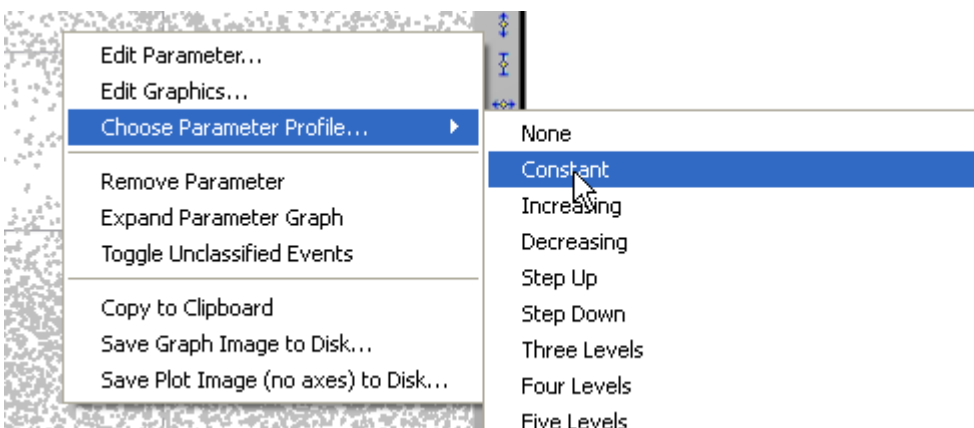 Edit Parameter...
Edit Graphics...
Choose Parameter Profile...
Remove Parameter
Expand Parameter Graph
Toggle Unclassified Events
Copy to Clipboard
Save Graph Image to Disk...
Save Plot Image (no axes) to Disk...
None
Constant
Increasing
Decreasing
Step Up
Step Down
Three Levels
Four Levels
Five Levels